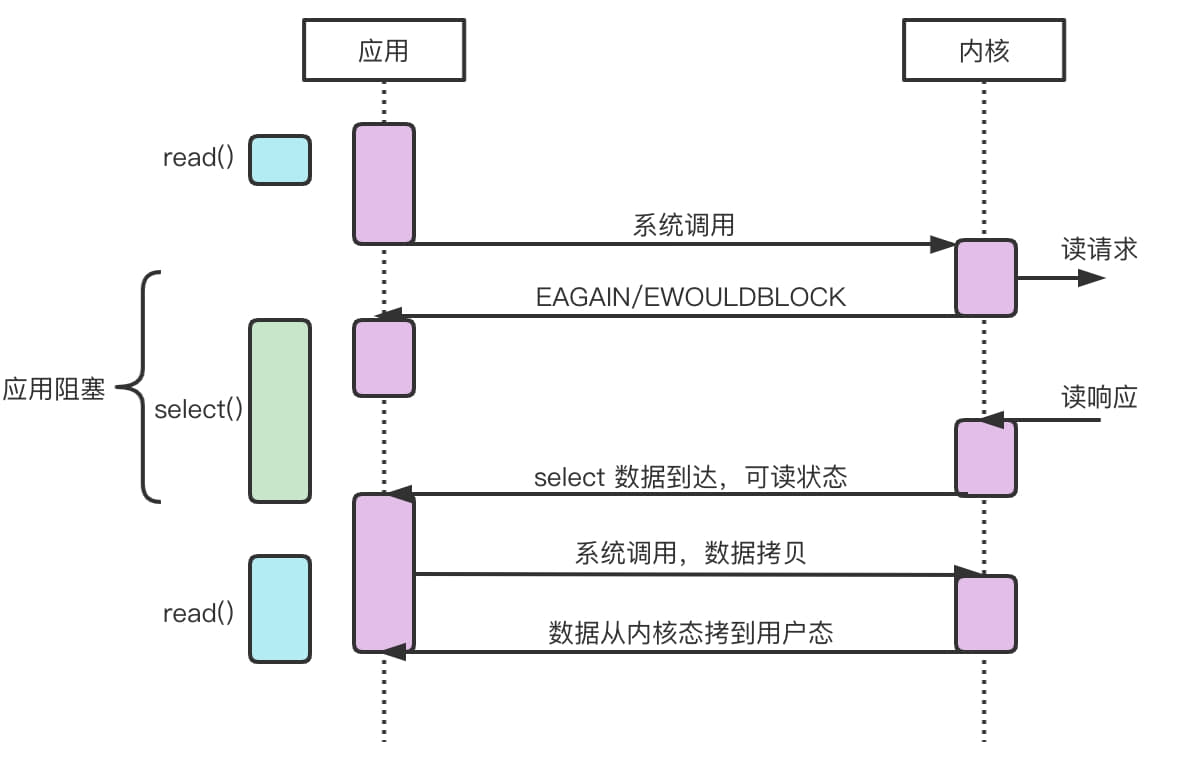 应用
内核
read()
系统调用
读请求
EAGAIN/EWOULDBLOCK
应用阻塞
select()
读响应
select 数据到达，可读状态
系统调用，数据拷贝
read()
数据从内核态拷到用户态